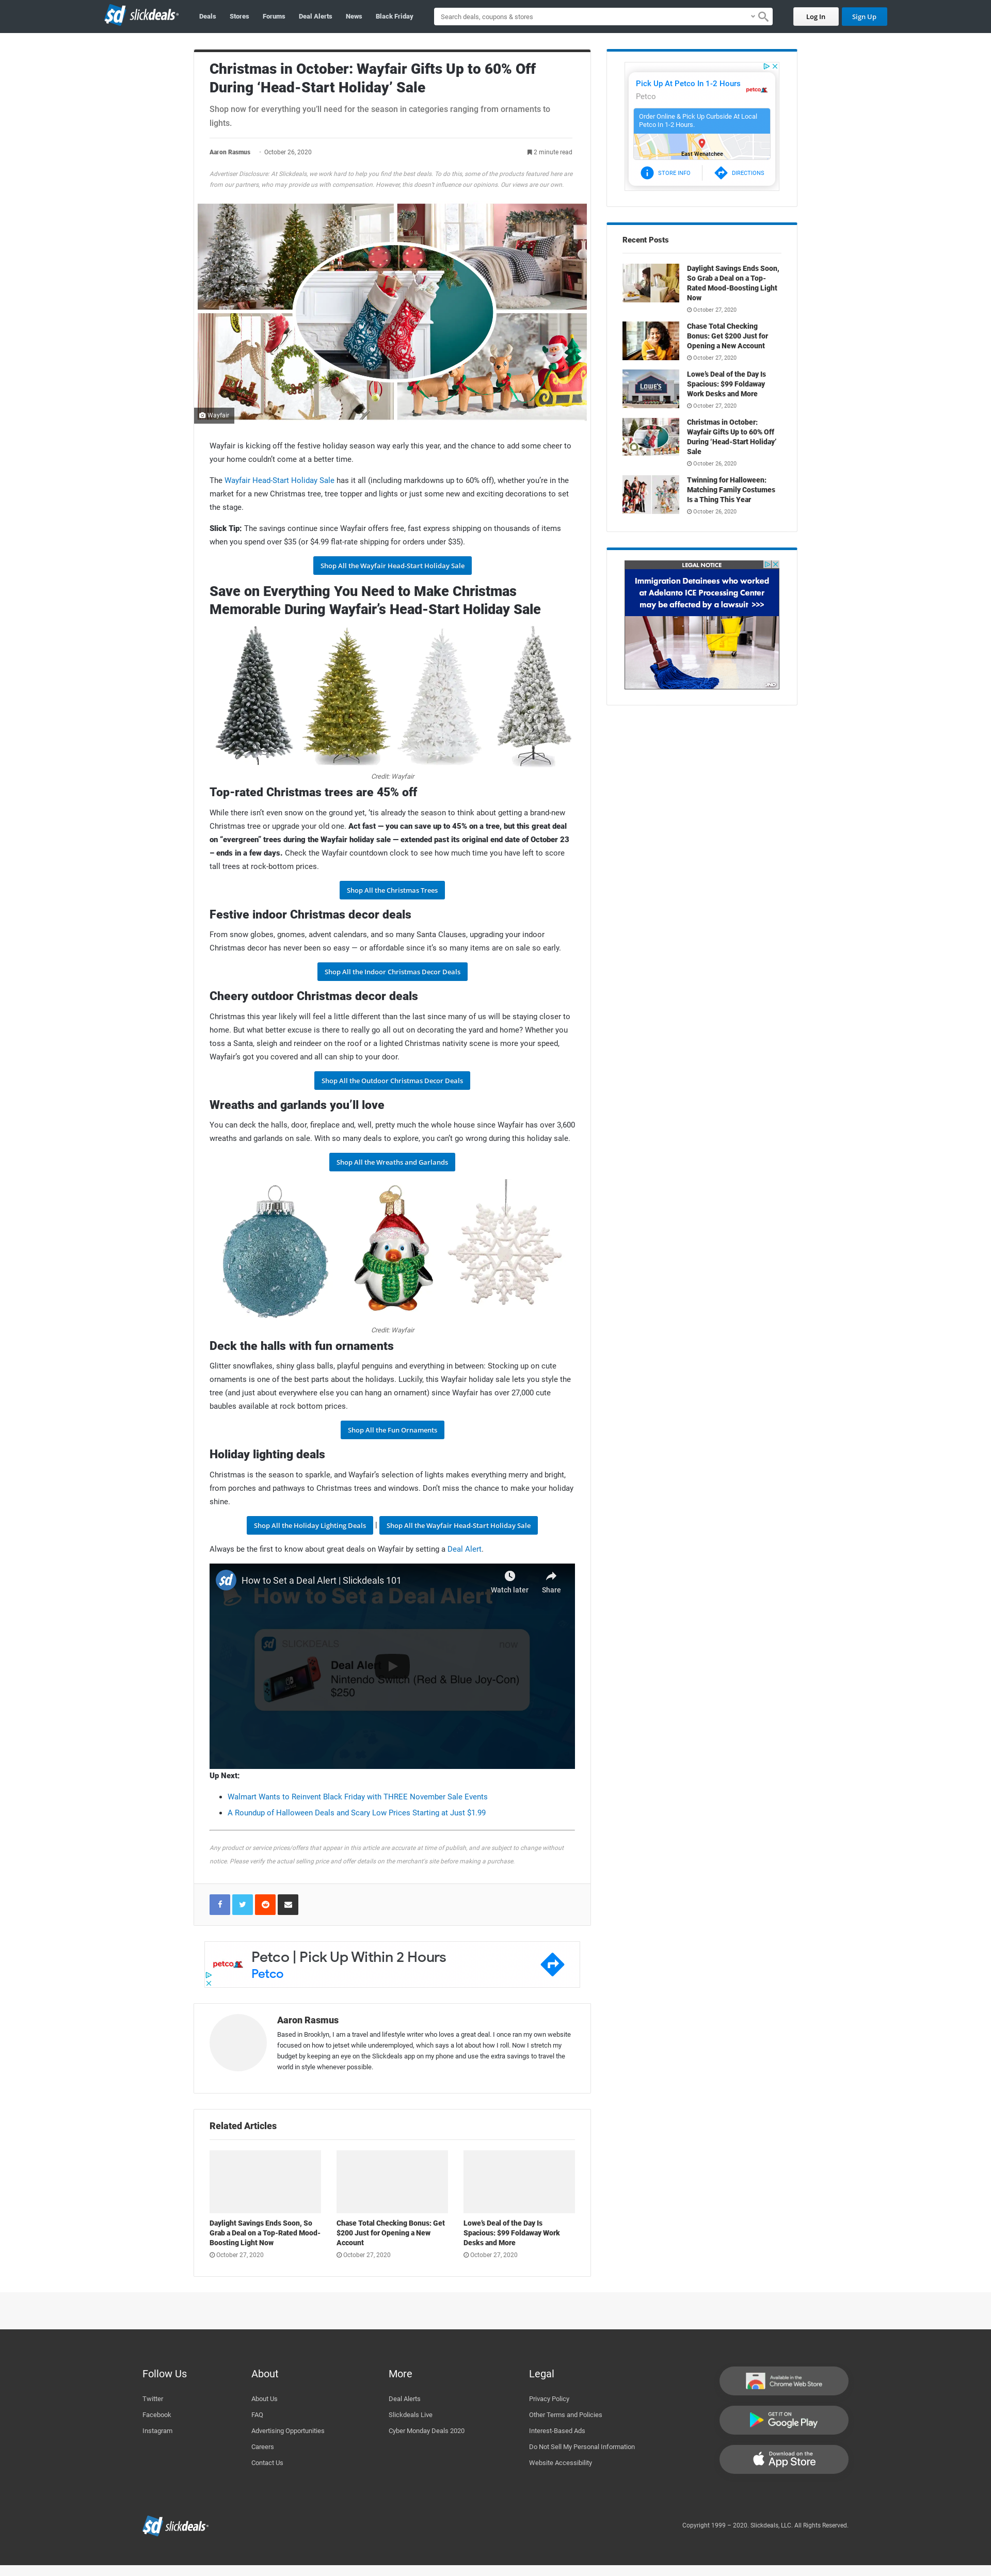 slickdeals
Deals Stores Forums Deal Alerts News Black Friday
Search deals, coupons & stores
Log In Sign Up
Christmas in October: Wayfair Gifts Up to 60% Off
During ‘Head-Start Holiday’ Sale
Shop now for everything you’ll need for the season in categories ranging from ornaments to
lights.
Aaron Rasmus · October 26, 2020 2 minute read
Advertiser Disclosure: At Slickdeals, we work hard to help you find the best deals. To do this, some of the products featured here are
from our partners, who may provide us with compensation. However, this doesn’t influence our opinions. Our views are our own.
Wayfair
Wayfair is kicking off the festive holiday season way early this year, and the chance to add some cheer to
your home couldn’t come at a better time.
The Wayfair Head-Start Holiday Sale has it all (including markdowns up to 60% off), whether you’re in the
market for a new Christmas tree, tree topper and lights or just some new and exciting decorations to set
the stage.
Slick Tip: The savings continue since Wayfair offers free, fast express shipping on thousands of items
when you spend over $35 (or $4.99 flat-rate shipping for orders under $35).
Shop All the Wayfair Head-Start Holiday Sale
Save on Everything You Need to Make Christmas
Memorable During Wayfair’s Head-Start Holiday Sale
Credit: Wayfair
Top-rated Christmas trees are 45% off
While there isn’t even snow on the ground yet, ’tis already the season to think about getting a brand-new
Christmas tree or upgrade your old one. Act fast — you can save up to 45% on a tree, but this great deal
on “evergreen” trees during the Wayfair holiday sale — extended past its original end date of October 23
– ends in a few days. Check the Wayfair countdown clock to see how much time you have left to score
tall trees at rock-bottom prices.
Shop All the Christmas Trees
Festive indoor Christmas decor deals
From snow globes, gnomes, advent calendars, and so many Santa Clauses, upgrading your indoor
Christmas decor has never been so easy — or affordable since it’s so many items are on sale so early.
Shop All the Indoor Christmas Decor Deals
Cheery outdoor Christmas decor deals
Christmas this year likely will feel a little different than the last since many of us will be staying closer to
home. But what better excuse is there to really go all out on decorating the yard and home? Whether you
toss a Santa, sleigh and reindeer on the roof or a lighted Christmas nativity scene is more your speed,
Wayfair’s got you covered and all can ship to your door.
Shop All the Outdoor Christmas Decor Deals
Wreaths and garlands you’ll love
You can deck the halls, door, fireplace and, well, pretty much the whole house since Wayfair has over 3,600
wreaths and garlands on sale. With so many deals to explore, you can’t go wrong during this holiday sale.
Shop All the Wreaths and Garlands
Credit: Wayfair
Deck the halls with fun ornaments
Glitter snowflakes, shiny glass balls, playful penguins and everything in between: Stocking up on cute
ornaments is one of the best parts about the holidays. Luckily, this Wayfair holiday sale lets you style the
tree (and just about everywhere else you can hang an ornament) since Wayfair has over 27,000 cute
baubles available at rock bottom prices.
Shop All the Fun Ornaments
Holiday lighting deals
Christmas is the season to sparkle, and Wayfair’s selection of lights makes everything merry and bright,
from porches and pathways to Christmas trees and windows. Don’t miss the chance to make your holiday
shine.
Shop All the Holiday Lighting Deals | Shop All the Wayfair Head-Start Holiday Sale
Always be the first to know about great deals on Wayfair by setting a Deal Alert.
How to Set a Deal Alert | Slickdeals 101
Watch later Share
How to Set a Deal Alert
SLICKDEALS now
Deal Alert
Nintendo Switch (Red & Blue Joy-Con)
$250
Up Next:
• Walmart Wants to Reinvent Black Friday with THREE November Sale Events
• A Roundup of Halloween Deals and Scary Low Prices Starting at Just $1.99
Any product or service prices/offers that appear in this article are accurate at time of publish, and are subject to change without
notice. Please verify the actual selling price and offer details on the merchant’s site before making a purchase.
petco
Petco | Pick Up Within 2 Hours
Petco
Aaron Rasmus
Based in Brooklyn, I am a travel and lifestyle writer who loves a great deal. I once ran my own website
focused on how to jetset while underemployed, which says a lot about how I roll. Now I stretch my
budget by keeping an eye on the Slickdeals app on my phone and use the extra savings to travel the
world in style whenever possible.
Related Articles
Daylight Savings Ends Soon, So
Grab a Deal on a Top-Rated Mood-
Boosting Light Now
October 27, 2020
Chase Total Checking Bonus: Get
$200 Just for Opening a New
Account
October 27, 2020
Lowe’s Deal of the Day Is
Spacious: $99 Foldaway Work
Desks and More
October 27, 2020
Pick Up At Petco In 1-2 Hours
Petco
petco
Order Online & Pick Up Curbside At Local
Petco In 1-2 Hours.
East Wenatchee
STORE INFO DIRECTIONS
Recent Posts
Daylight Savings Ends Soon,
So Grab a Deal on a Top-
Rated Mood-Boosting Light
Now
October 27, 2020
Chase Total Checking
Bonus: Get $200 Just for
Opening a New Account
October 27, 2020
LOWE'S
Lowe’s Deal of the Day Is
Spacious: $99 Foldaway
Work Desks and More
October 27, 2020
Christmas in October:
Wayfair Gifts Up to 60% Off
During ‘Head-Start Holiday’
Sale
October 26, 2020
Twinning for Halloween:
Matching Family Costumes
Is a Thing This Year
October 26, 2020
LEGAL NOTICE
Immigration Detainees who worked
at Adelanto ICE Processing Center
may be affected by a lawsuit >>>
Follow Us
Twitter
Facebook
Instagram
About
About Us
FAQ
Advertising Opportunities
Careers
Contact Us
More
Deal Alerts
Slickdeals Live
Cyber Monday Deals 2020
Legal
Privacy Policy
Other Terms and Policies
Interest-Based Ads
Do Not Sell My Personal Information
Website Accessibility
Available in the
Chrome Web Store
GET IT ON
Google Play
Download on the
App Store
slickdeals
Copyright 1999 – 2020. Slickdeals, LLC. All Rights Reserved.